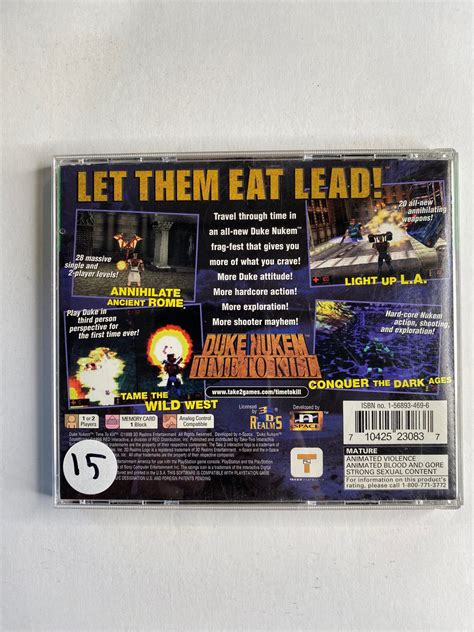 LET THEM EAT LEAD!
Travel through time in
an all-new Duke Nukem™
frag-fest that gives you
more of what you crave!
More Duke attitude!
More hardcore action!
More exploration!
More shooter mayhem!
28 massive
single and
2-player levels!
ANNIHILATE
ANCIENT ROME
20 all-new
annihilating
weapons!
LIGHT UP L.A.
Play Duke in
third person
perspective for
the first time ever!
TAME THE
WILD WEST
Hard-core Nukem
action, shooting,
and exploration!
CONQUER THE DARK AGES
DUKE NUKEM
TIME TO KILL
www.take2games.com/timetokill
1 or 2
Players
MEMORY CARD
1 Block
Analog Control
Compatible
Licensed
by
3D
REALMS
Developed
by
SPACE
ISBN no. 1-56893-469-6
7 10425 23083 7
MATURE
ANIMATED VIOLENCE
ANIMATED BLOOD AND GORE
STRONG SEXUAL CONTENT
For information on this product's
rating, please call 1-800-771-3772
15